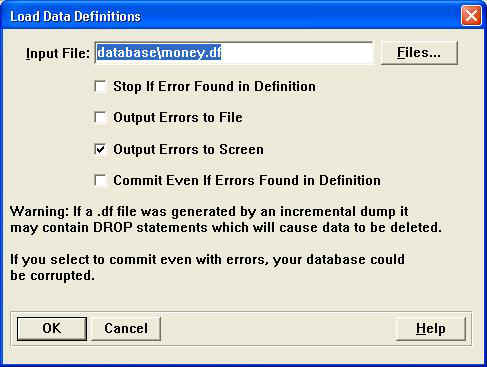 Load Data Definitions
Input File: database\money.df Files...
Stop If Error Found in Definition
Output Errors to File
Output Errors to Screen
Commit Even If Errors Found in Definition
Warning: If a .df file was generated by an incremental dump it
may contain DROP statements which will cause data to be deleted.
If you select to commit even with errors, your database could
be corrupted.
OK Cancel Help